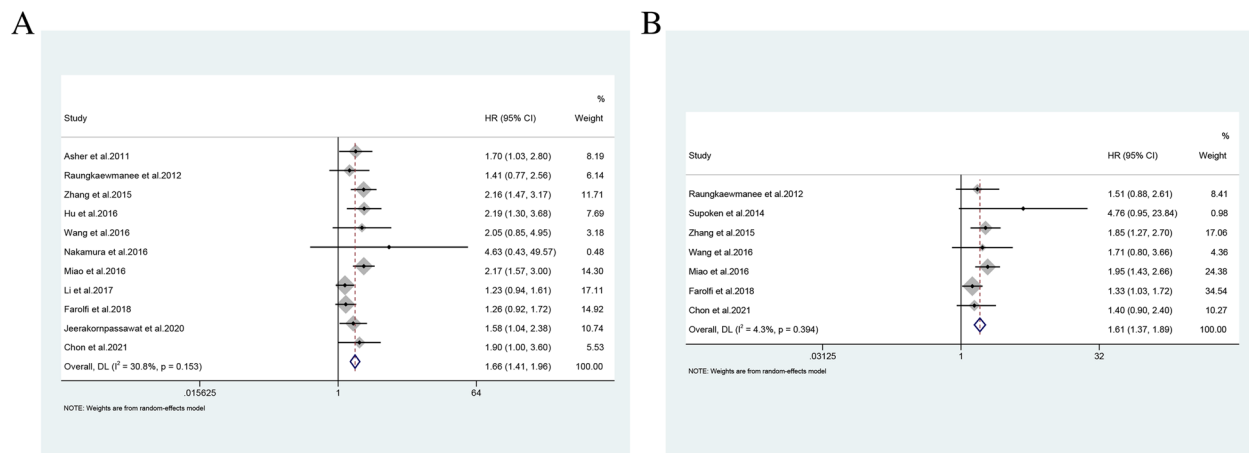 A
%
Study HR (95% CI) Weight
Asher et al.2011 1.70 (1.03, 2.80) 8.19
Raungkaewmanee et al.2012 1.41 (0.77, 2.56) 6.14
Zhang et al.2015 2.16 (1.47, 3.17) 11.71
Hu et al.2016 2.19 (1.30, 3.68) 7.69
Wang et al.2016 2.05 (0.85, 4.95) 3.18
Nakamura et al.2016 4.63 (0.43, 49.57) 0.48
Miao et al.2016 2.17 (1.57, 3.00) 14.30
Li et al.2017 1.23 (0.94, 1.61) 17.11
Farolfi et al.2018 1.26 (0.92, 1.72) 14.92
Jeerakornpassawat et al.2020 1.58 (1.04, 2.38) 10.74
Chon et al.2021 1.90 (1.00, 3.60) 5.53
Overall, DL (I² = 30.8%, p = 0.153) 1.66 (1.41, 1.96) 100.00
.015625 1 64
NOTE: Weights are from random-effects model
B
%
Study HR (95% CI) Weight
Raungkaewmanee et al.2012 1.51 (0.88, 2.61) 8.41
Supoken et al.2014 4.76 (0.95, 23.84) 0.98
Zhang et al.2015 1.85 (1.27, 2.70) 17.06
Wang et al.2016 1.71 (0.80, 3.66) 4.36
Miao et al.2016 1.95 (1.43, 2.66) 24.38
Farolfi et al.2018 1.33 (1.03, 1.72) 34.54
Chon et al.2021 1.40 (0.90, 2.40) 10.27
Overall, DL (I² = 4.3%, p = 0.394) 1.61 (1.37, 1.89) 100.00
.03125 1 32
NOTE: Weights are from random-effects model